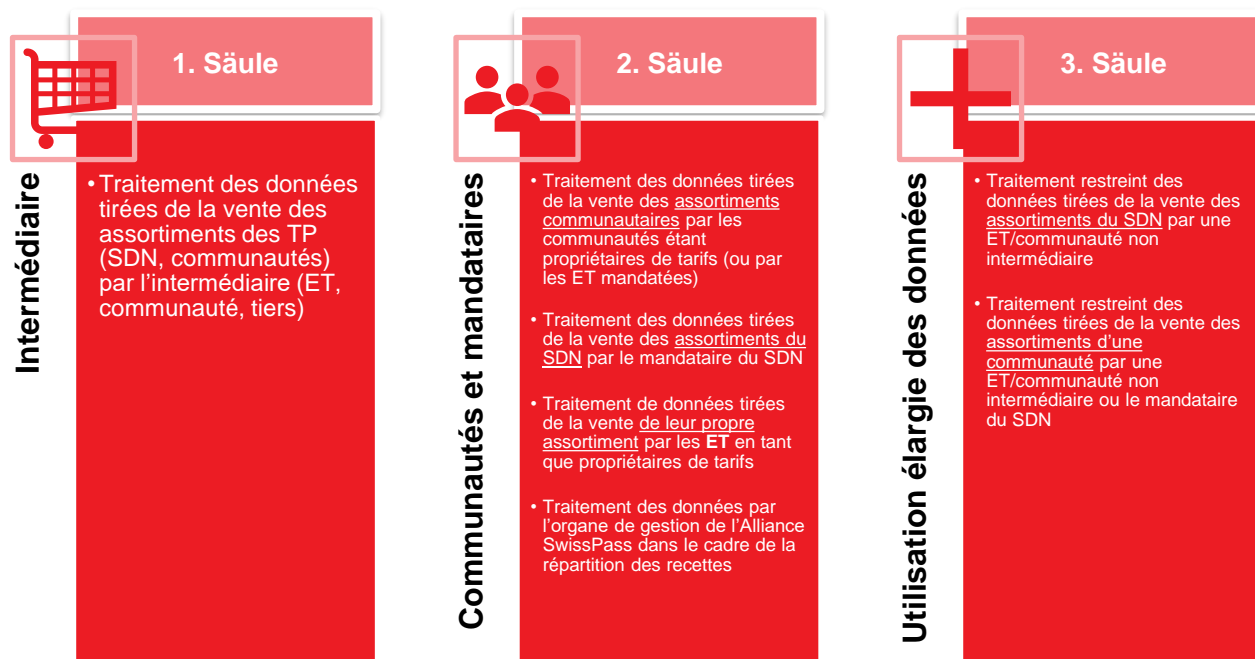 1. Säule
Intermédiaire
• Traitement des données
tirées de la vente des
assortiments des TP
(SDN, communautés)
par l'intermédiaire (ET,
communauté, tiers)
2. Säule
Communautés et mandataires
• Traitement des données tirées
de la vente des assortiments
communautaires par les
communautés étant
propriétaires de tarifs (ou par
les ET mandatées)
• Traitement des données tirées
de la vente des assortiments du
SDN par le mandataire du SDN
• Traitement de données tirées
de la vente de leur propre
assortiment par les ET en tant
que propriétaires de tarifs
• Traitement des données par
l'organe de gestion de l'Alliance
SwissPass dans le cadre de la
répartition des recettes
3. Säule
Utilisation élargie des données
• Traitement restreint des
données tirées de la vente des
assortiments du SDN par une
ET/communauté non
intermédiaire
• Traitement restreint des
données tirées de la vente des
assortiments d'une
communauté par une
ET/communauté non
intermédiaire ou le mandataire
du SDN